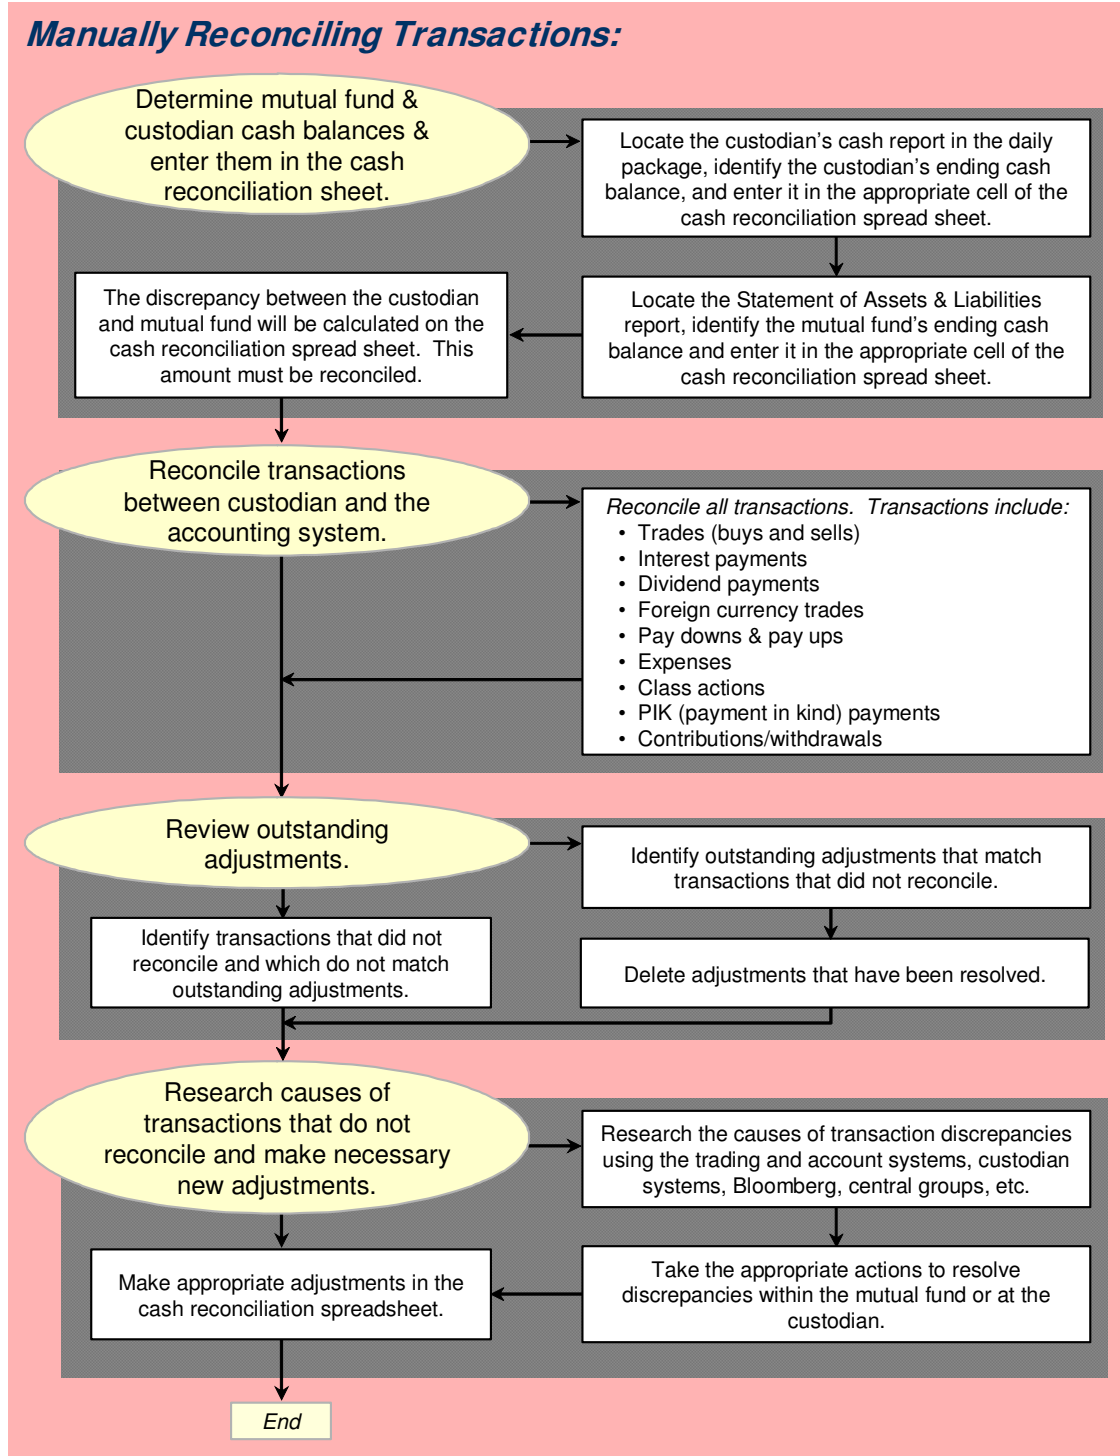 Manually Reconciling Transactions:
Determine mutual fund &
custodian cash balances &
enter them in the cash
reconciliation sheet.
Locate the custodian's cash report in the daily
package, identify the custodian's ending cash
balance, and enter it in the appropriate cell of the
cash reconciliation spread sheet.
Locate the Statement of Assets & Liabilities
report, identify the mutual fund's ending cash
balance and enter it in the appropriate cell of the
cash reconciliation spread sheet.
The discrepancy between the custodian
and mutual fund will be calculated on the
cash reconciliation spread sheet.  This
amount must be reconciled.
Reconcile transactions
between custodian and the
accounting system.
Reconcile all transactions.  Transactions include:
• Trades (buys and sells)
• Interest payments
• Dividend payments
• Foreign currency trades
• Pay downs & pay ups
• Expenses
• Class actions
• PIK (payment in kind) payments
• Contributions/withdrawals
Review outstanding
adjustments.
Identify outstanding adjustments that match
transactions that did not reconcile.
Identify transactions that did not
reconcile and which do not match
outstanding adjustments.
Delete adjustments that have been resolved.
Research causes of
transactions that do not
reconcile and make necessary
new adjustments.
Research the causes of transaction discrepancies
using the trading and account systems, custodian
systems, Bloomberg, central groups, etc.
Take the appropriate actions to resolve
discrepancies within the mutual fund or at the
custodian.
Make appropriate adjustments in the
cash reconciliation spreadsheet.
End